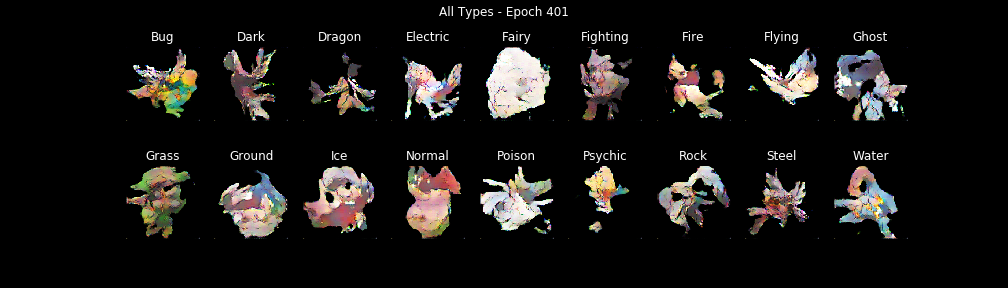 All Types - Epoch 401
Bug Dark Dragon Electric Fairy Fighting Fire Flying Ghost
Grass Ground Ice Normal Poison Psychic Rock Steel Water